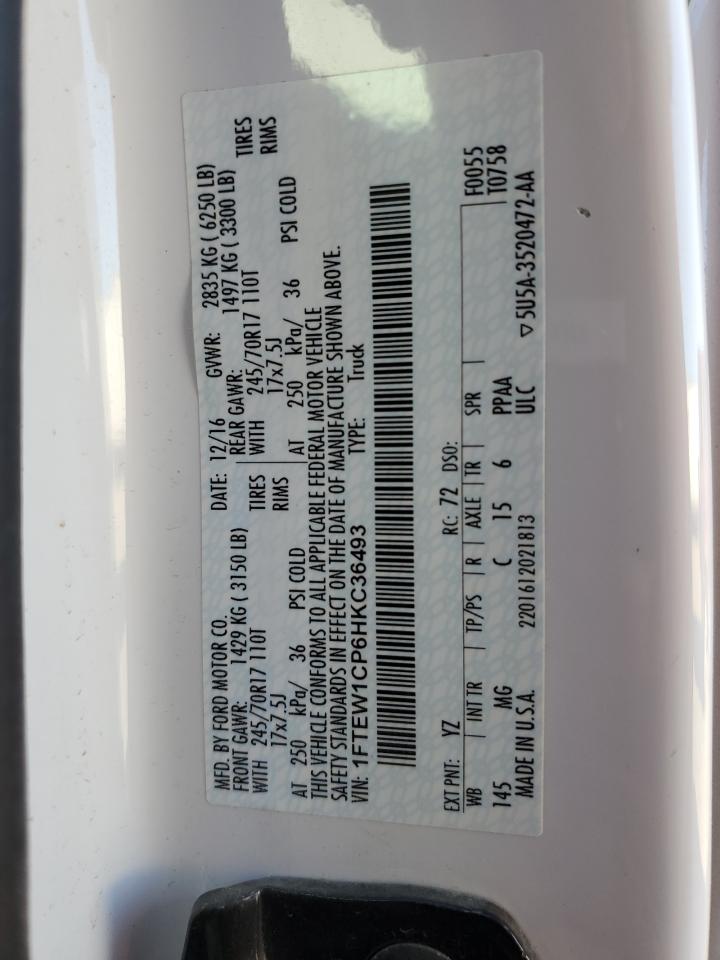 MFD. BY FORD MOTOR CO. DATE: 12/16 GVWR: 2835 KG ( 6250 LB)
FRONT GAWR: 1429 KG ( 3150 LB) REAR GAWR: 1497 KG ( 3300 LB)
WITH 245/70R17 110T TIRES WITH 245/70R17 110T TIRES
17x7.5J RIMS 17x7.5J RIMS
AT 250 kPa/ 36 PSI COLD AT 250 kPa/ 36 PSI COLD
THIS VEHICLE CONFORMS TO ALL APPLICABLE FEDERAL MOTOR VEHICLE
SAFETY STANDARDS IN EFFECT ON THE DATE OF MANUFACTURE SHOWN ABOVE.
VIN: 1FTEW1CP6HKC36493 TYPE: Truck
EXT PNT: YZ RC: 72 DSO: F0055
WB INT TR TP/PS R AXLE TR SPR T0758
145 MG C 15 6 PPAA
MADE IN U.S.A. 2201612021813 ULC ▽5U5A-3520472-AA